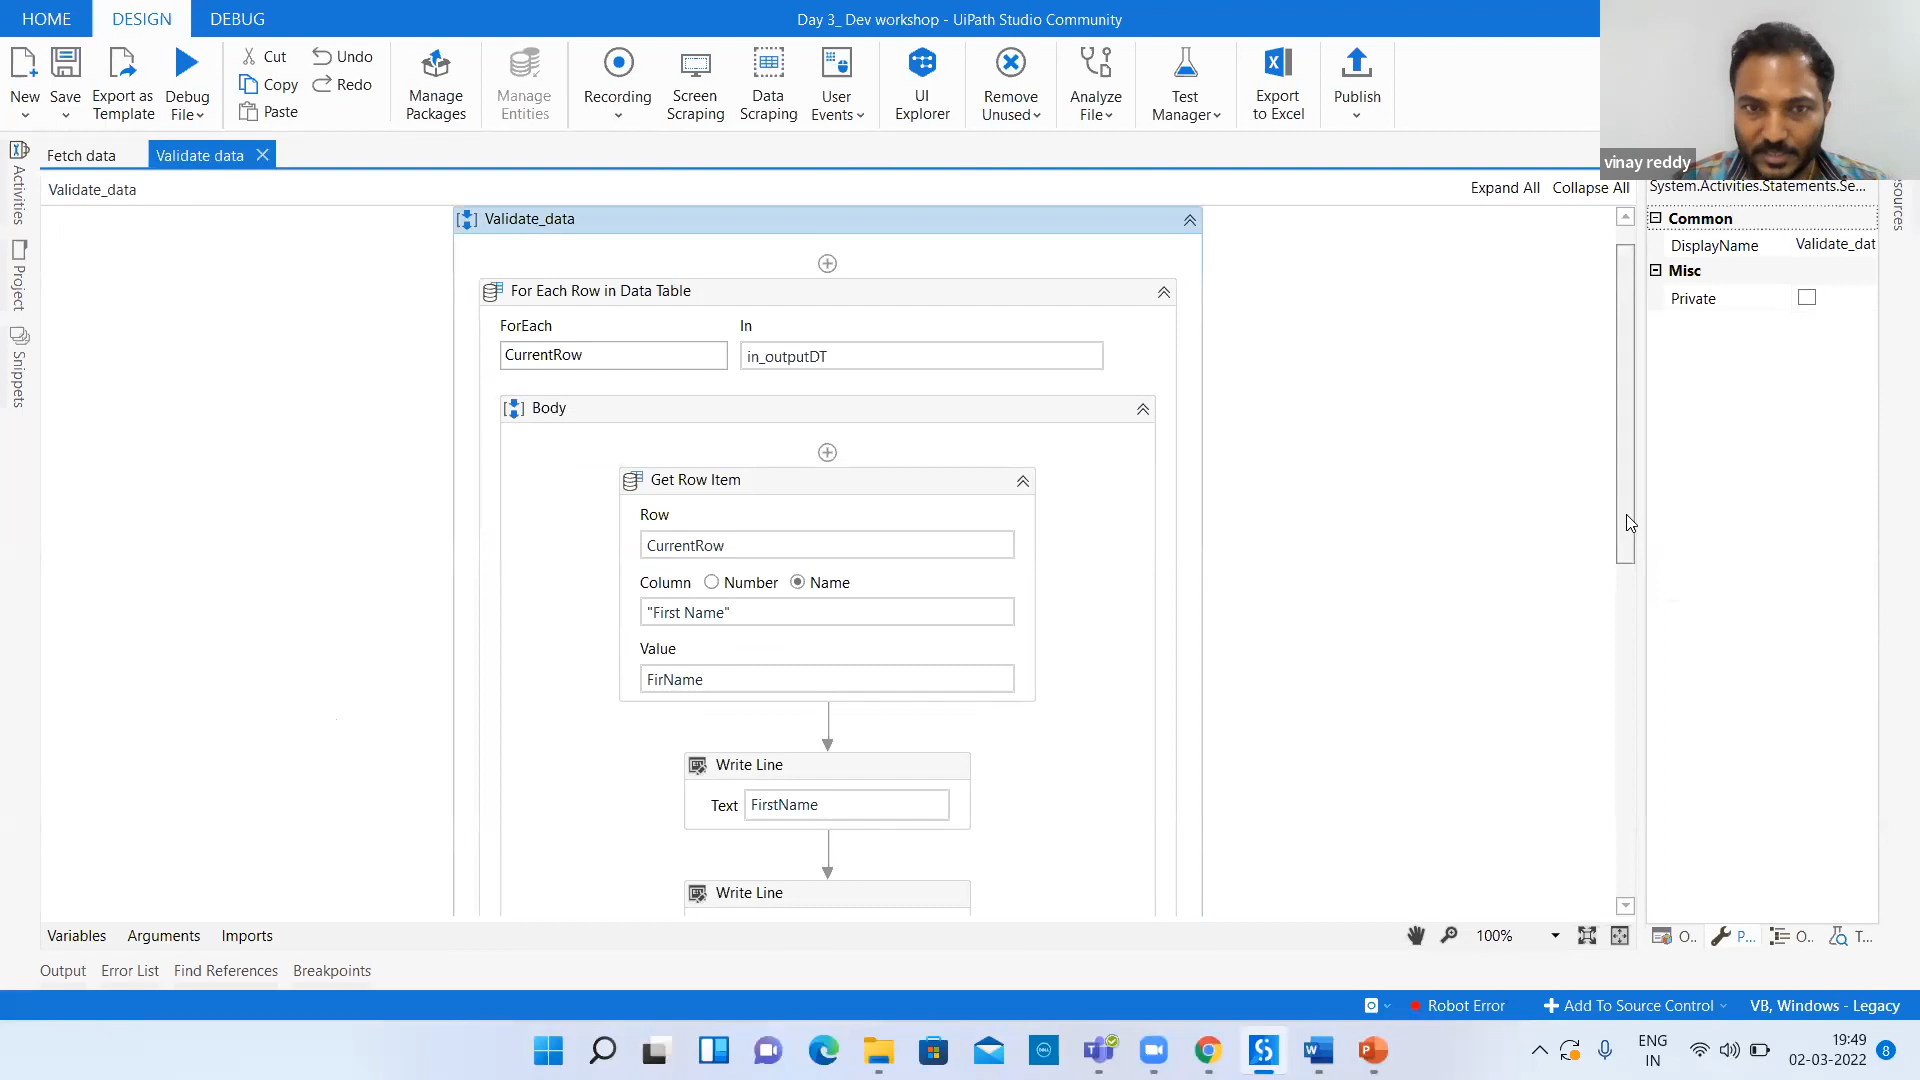 HOME DESIGN DEBUG
Day 3_ Dev workshop - UiPath Studio Community
New
Save
Export as Template
Debug File
Cut
Copy
Paste
Undo
Redo
Manage Packages
Manage Entities
Recording
Screen Scraping
Data Scraping
User Events
UI Explorer
Remove Unused
Analyze File
Test Manager
Export to Excel
Publish
vinay reddy
Fetch data
Validate data
Activities
Project
Snippets
Validate_data
Expand All Collapse All
System.Activities.Statements.Se...
sources
Validate_data
Common
DisplayName Validate_dat
Misc
Private
For Each Row in Data Table
ForEach In
CurrentRow in_outputDT
Body
Get Row Item
Row
CurrentRow
Column Number Name
"First Name"
Value
FirName
Write Line
Text FirstName
Write Line
Variables Arguments Imports
100%
O.. P... O.. T...
Output Error List Find References Breakpoints
Robot Error
Add To Source Control
VB, Windows - Legacy
DELL
ENG
IN
19:49
02-03-2022
8